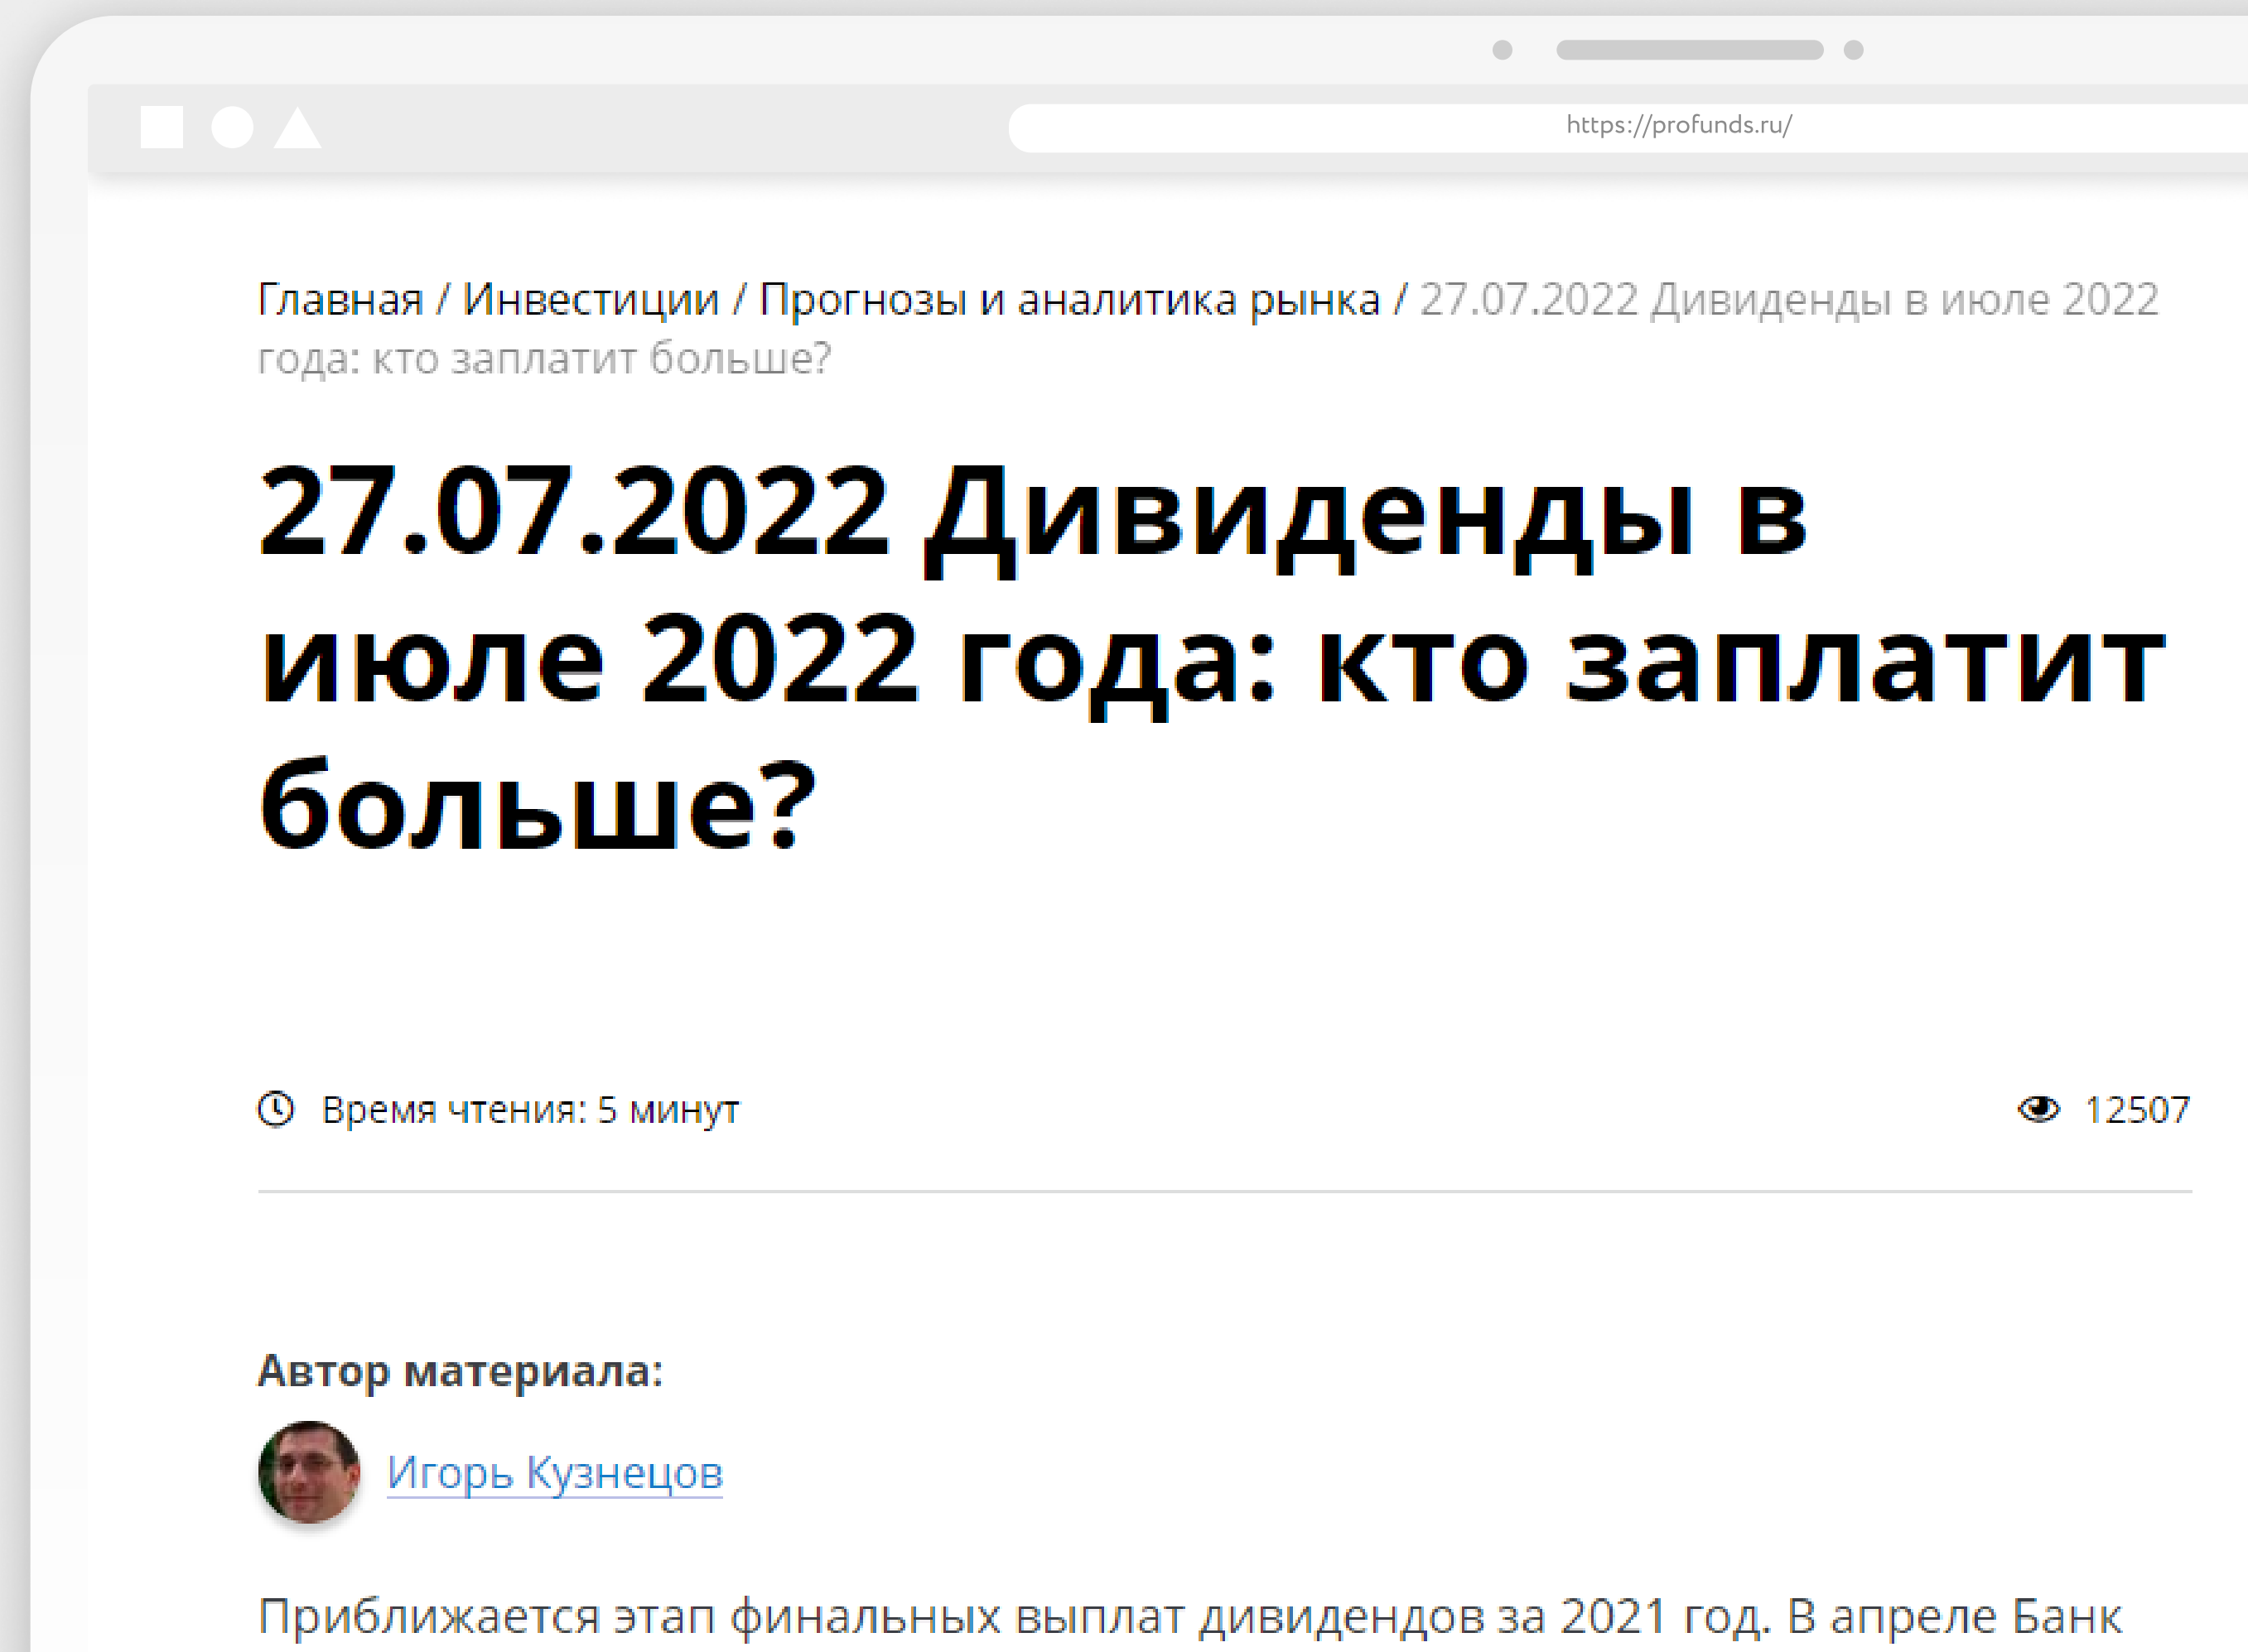 https://profunds.ru/
Главная / Инвестиции / Прогнозы и аналитика рынка / 27.07.2022 Дивиденды в июле 2022
года: кто заплатит больше?
27.07.2022 Дивиденды в
июле 2022 года: кто заплатит
больше?
Время чтения: 5 минут
12507
Автор материала:
Игорь Кузнецов
Приближается этап финальных выплат дивидендов за 2021 год. В апреле Банк